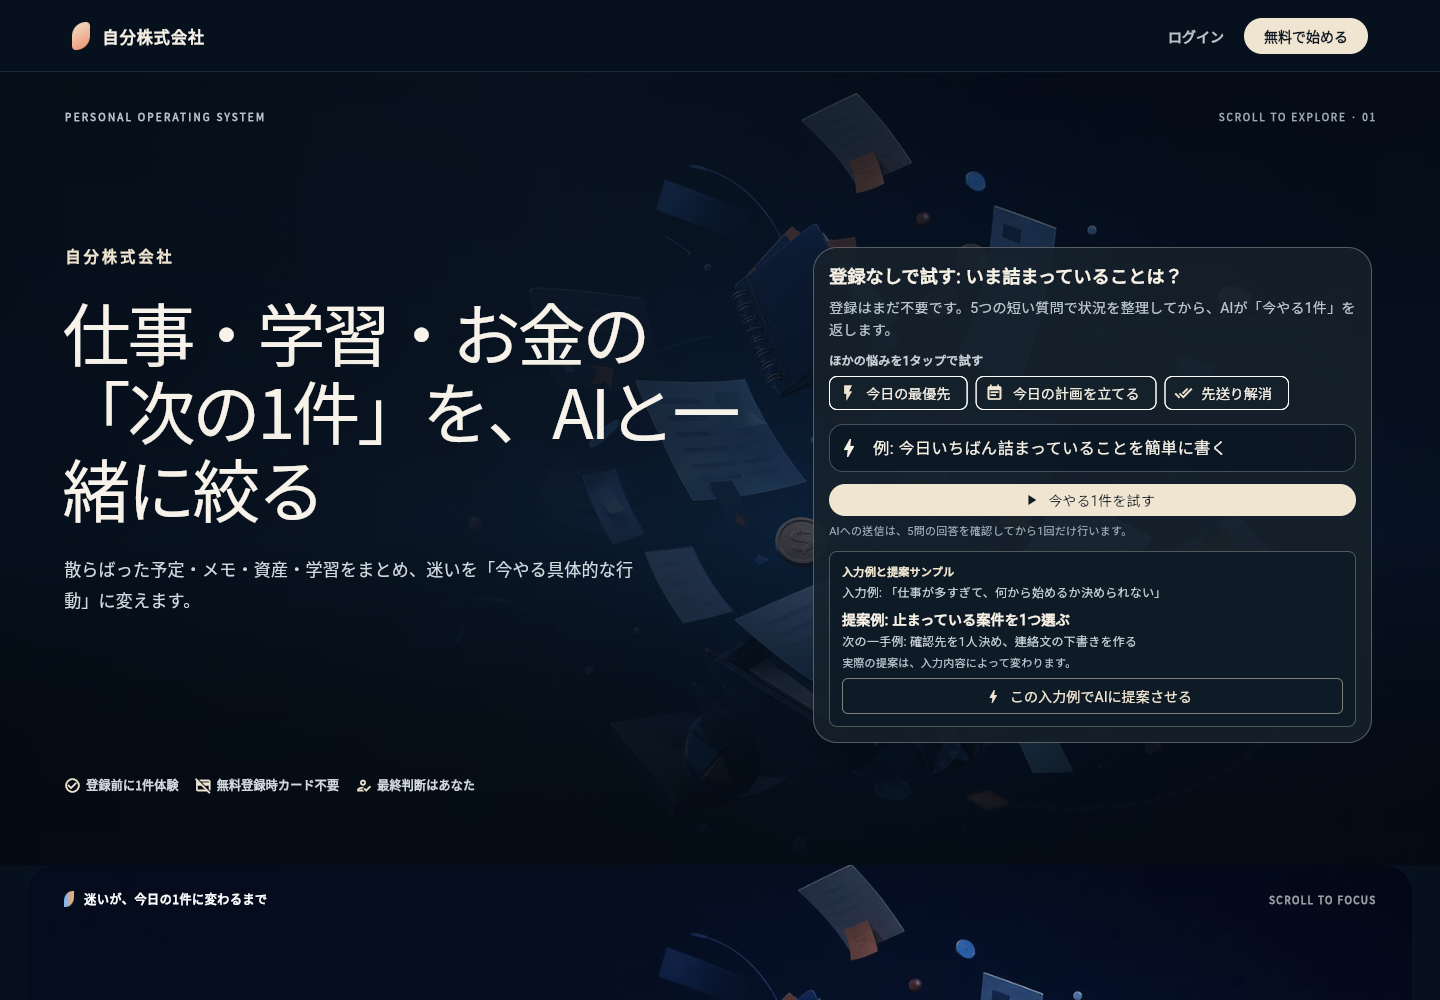 自分株式会社
ログイン
無料で始める
PERSONAL OPERATING SYSTEM
SCROLL TO EXPLORE · 01
自分株式会社
仕事・学習・お金の
「次の1件」を、AIと一
緒に絞る
散らばった予定・メモ・資産・学習をまとめ、迷いを「今やる具体的な行
動」に変えます。
登録前に1件体験
無料登録時カード不要
最終判断はあなた
登録なしで試す: いま詰まっていることは？
登録はまだ不要です。5つの短い質問で状況を整理してから、AIが「今やる1件」を
返します。
ほかの悩みを1タップで試す
今日の最優先
今日の計画を立てる
先送り解消
例: 今日いちばん詰まっていることを簡単に書く
今やる1件を試す
AIへの送信は、5問の回答を確認してから1回だけ行います。
入力例と提案サンプル
入力例: 「仕事が多すぎて、何から始めるか決められない」
提案例: 止まっている案件を1つ選ぶ
次の一手例: 確認先を1人決め、連絡文の下書きを作る
実際の提案は、入力内容によって変わります。
この入力例でAIに提案させる
迷いが、今日の1件に変わるまで
SCROLL TO FOCUS